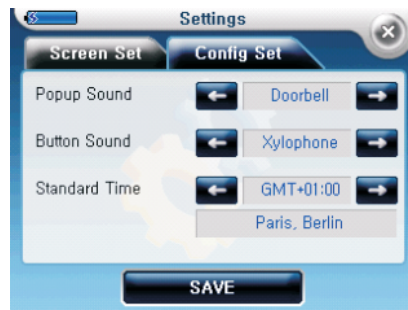 Settings
Screen Set Config Set
Popup Sound Doorbell
Button Sound Xylophone
Standard Time GMT+01:00
Paris, Berlin
SAVE